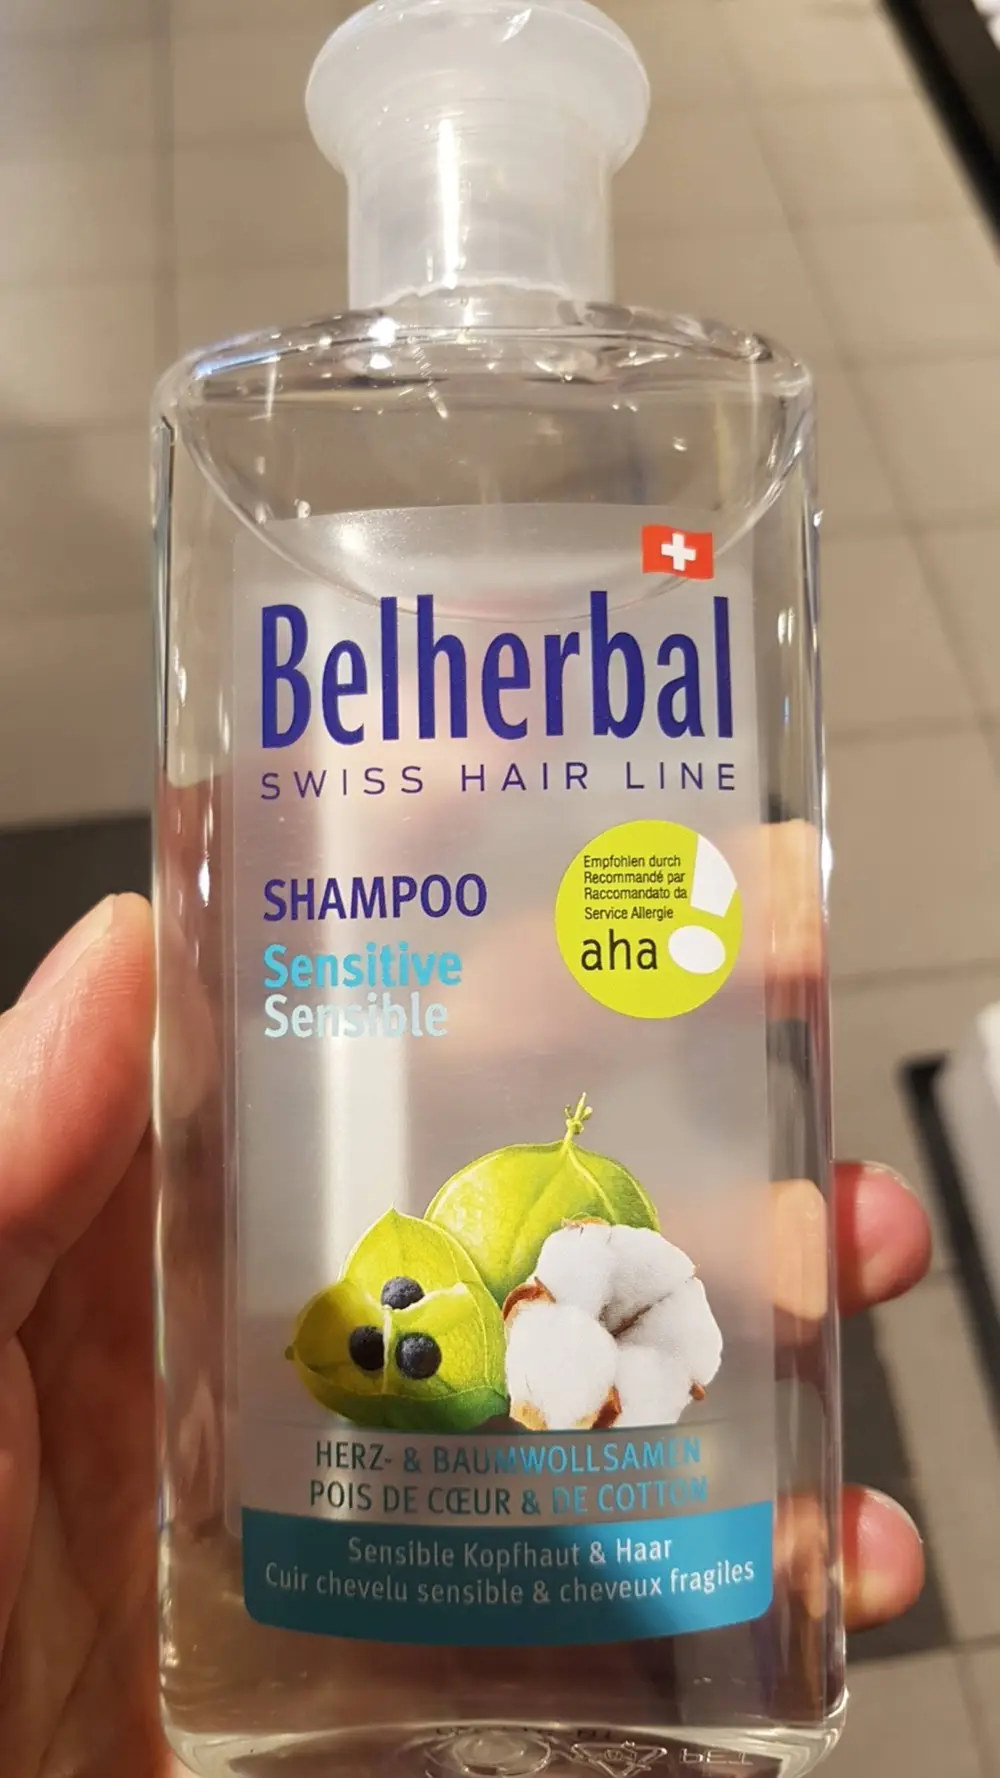 Belherbal
SWISS HAIR LINE
SHAMPOO
Sensitive
Sensible
Empfohlen durch
Recommandé par
Raccomandato da
Service Allergie
aha
HERZ- & BAUMWOLLSAMEN
POIS DE CŒUR & DE COTTON
Sensible Kopfhaut & Haar
Cuir chevelu sensible & cheveux fragiles
PET